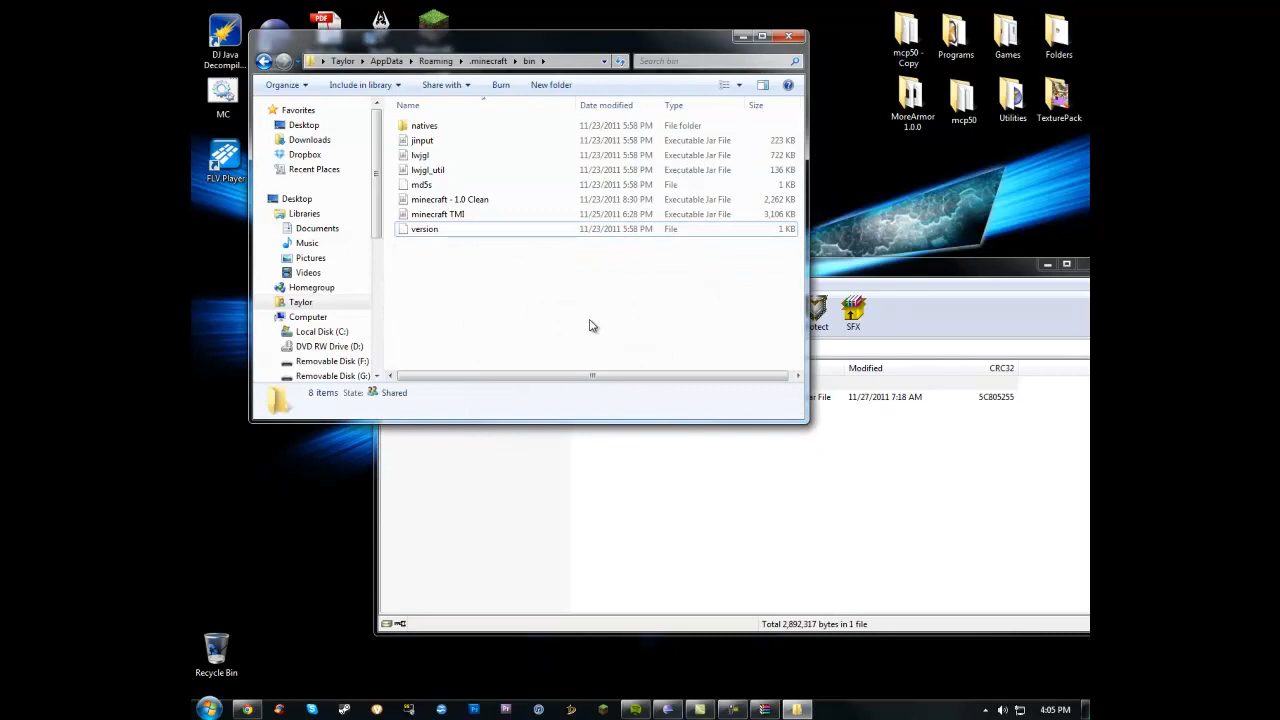 DJ Java
Decompil...
PDF
MC
FLV Player
mcp50 -
Copy
Programs
Games
Folders
MoreArmor
1.0.0
mcp50
Utilities
TexturePack
Taylor
AppData
Roaming
.minecraft
bin
Search bin
Organize
Include in library
Share with
Burn
New folder
Name
Date modified
Type
Size
Favorites
Desktop
Downloads
Dropbox
Recent Places
Desktop
Libraries
Documents
Music
Pictures
Videos
Homegroup
Taylor
Computer
Local Disk (C:)
DVD RW Drive (D:)
Removable Disk (F:)
Removable Disk (G:)
natives 11/23/2011 5:58 PM File folder
jinput 11/23/2011 5:58 PM Executable Jar File 223 KB
lwjgl 11/23/2011 5:58 PM Executable Jar File 722 KB
lwjgl_util 11/23/2011 5:58 PM Executable Jar File 136 KB
md5s 11/23/2011 5:58 PM File 1 KB
minecraft - 1.0 Clean 11/23/2011 8:30 PM Executable Jar File 2,262 KB
minecraft TMI 11/25/2011 6:28 PM Executable Jar File 3,106 KB
version 11/23/2011 5:58 PM File 1 KB
8 items State: Shared
otect
SFX
Modified
CRC32
ar File 11/27/2011 7:18 AM 5C805255
Total 2,892,317 bytes in 1 file
Recycle Bin
4:05 PM